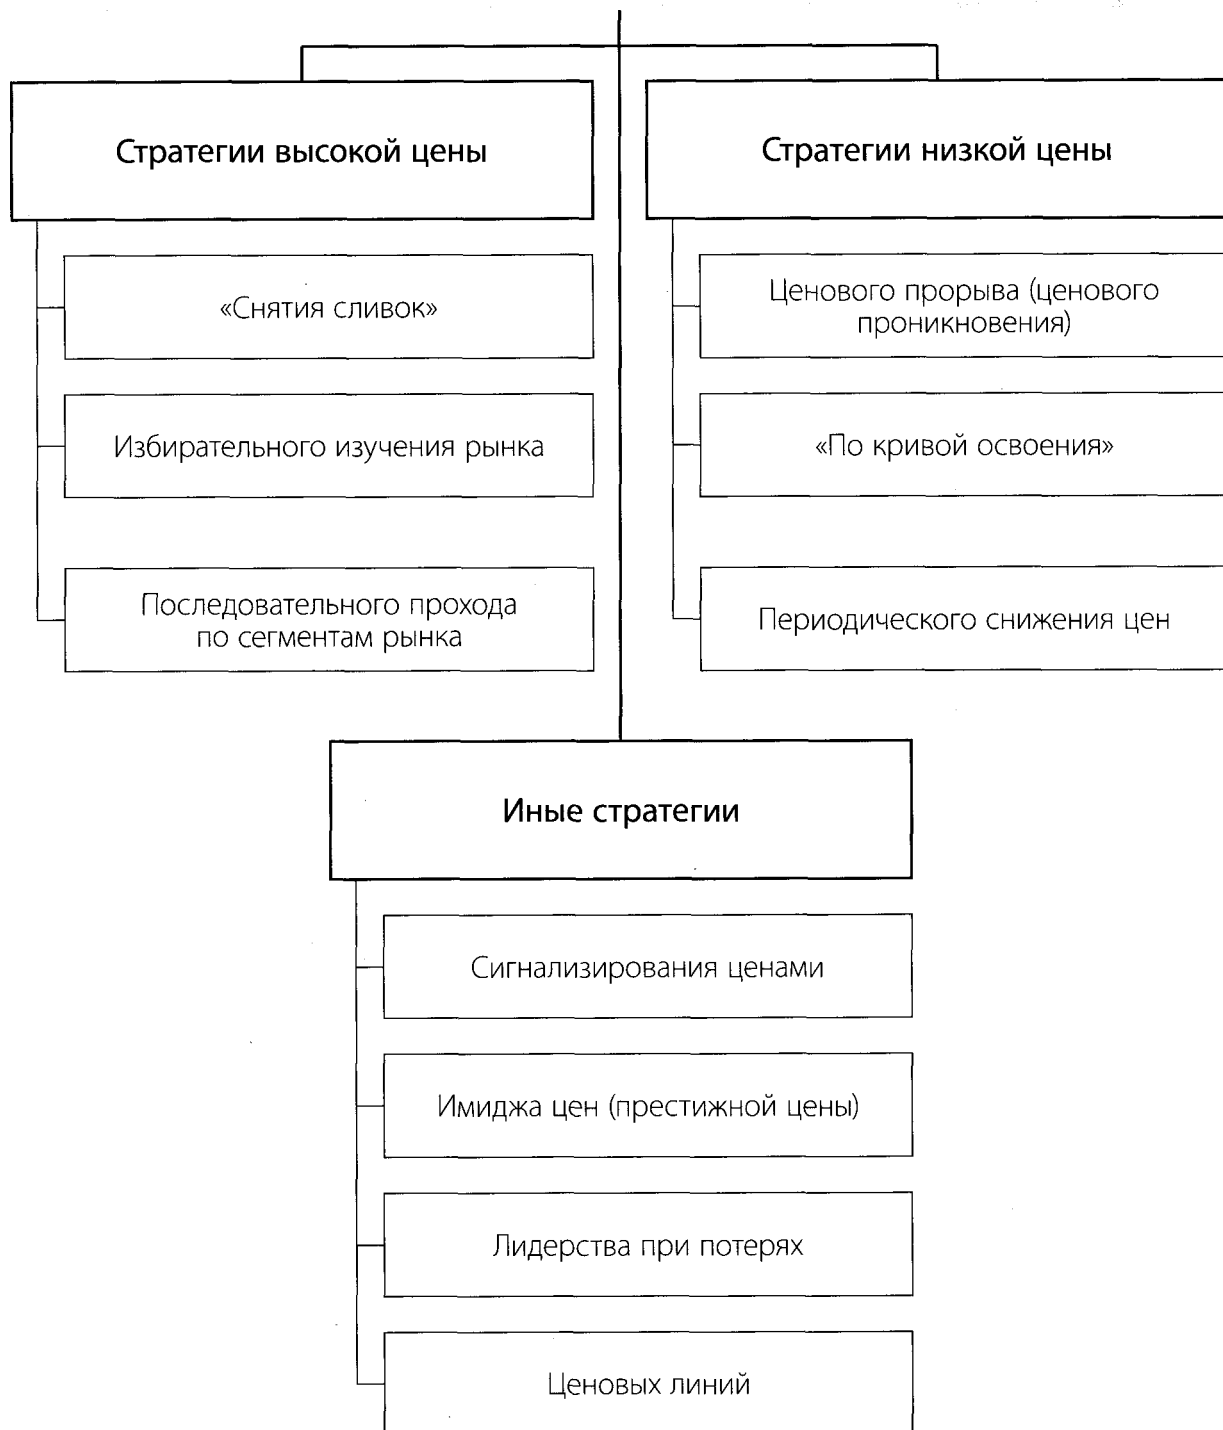 Стратегии высокой цены
«Снятия сливок»
Избирательного изучения рынка
Последовательного прохода
по сегментам рынка
Стратегии низкой цены
Ценового прорыва (ценового
проникновения)
«По кривой освоения»
Периодического снижения цен
Иные стратегии
Сигнализирования ценами
Имиджа цен (престижной цены)
Лидерства при потерях
Ценовых линий